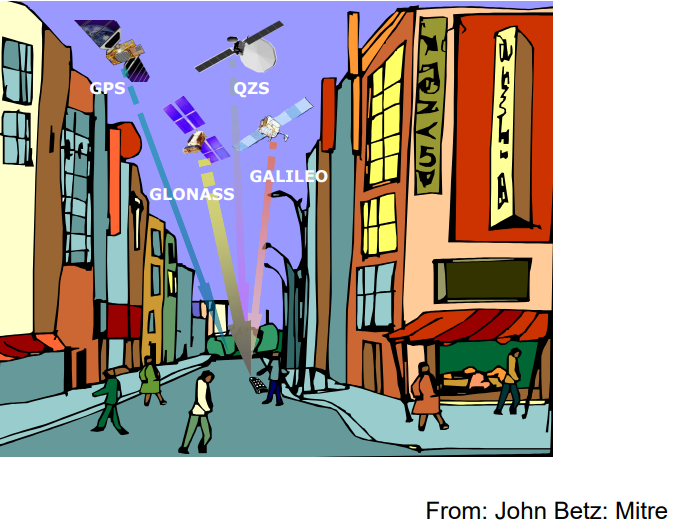 GPS
QZS
GALILEO
GLONASS
From: John Betz: Mitre